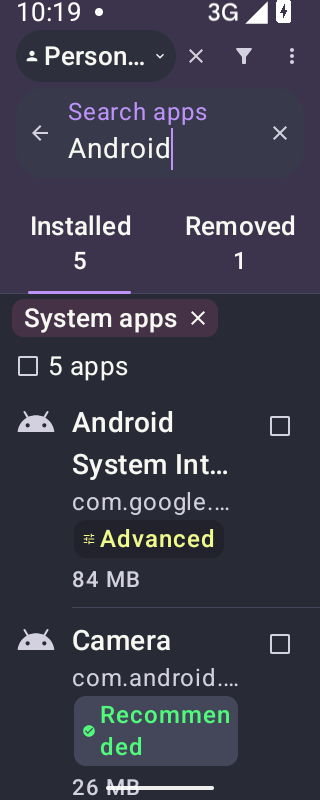 10:19
3G
Person…
Search apps
Android
Installed
5
Removed
1
System apps
5 apps
Android
System Int…
com.google.…
Advanced
84 MB
Camera
com.android.…
Recommen
ded
26 MB